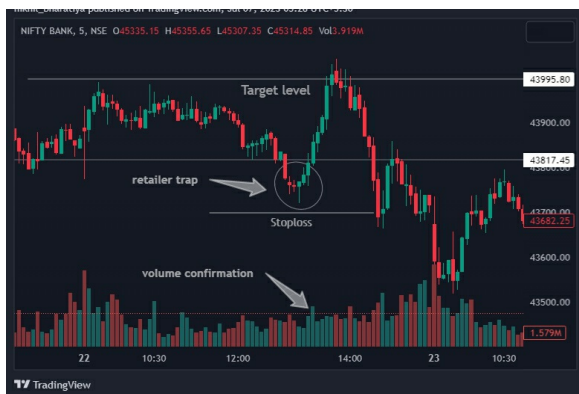 NIFTY BANK, 5, NSE O45335.15 H45355.65 L45307.35 C45314.85 Vol3.919M
Target level
43995.80
43900.00
43817.45
retailer trap
Stoploss
43700.00
43682.25
43600.00
volume confirmation
43500.00
1.579M
22 10:30 12:00 14:00 23 10:30
TradingView